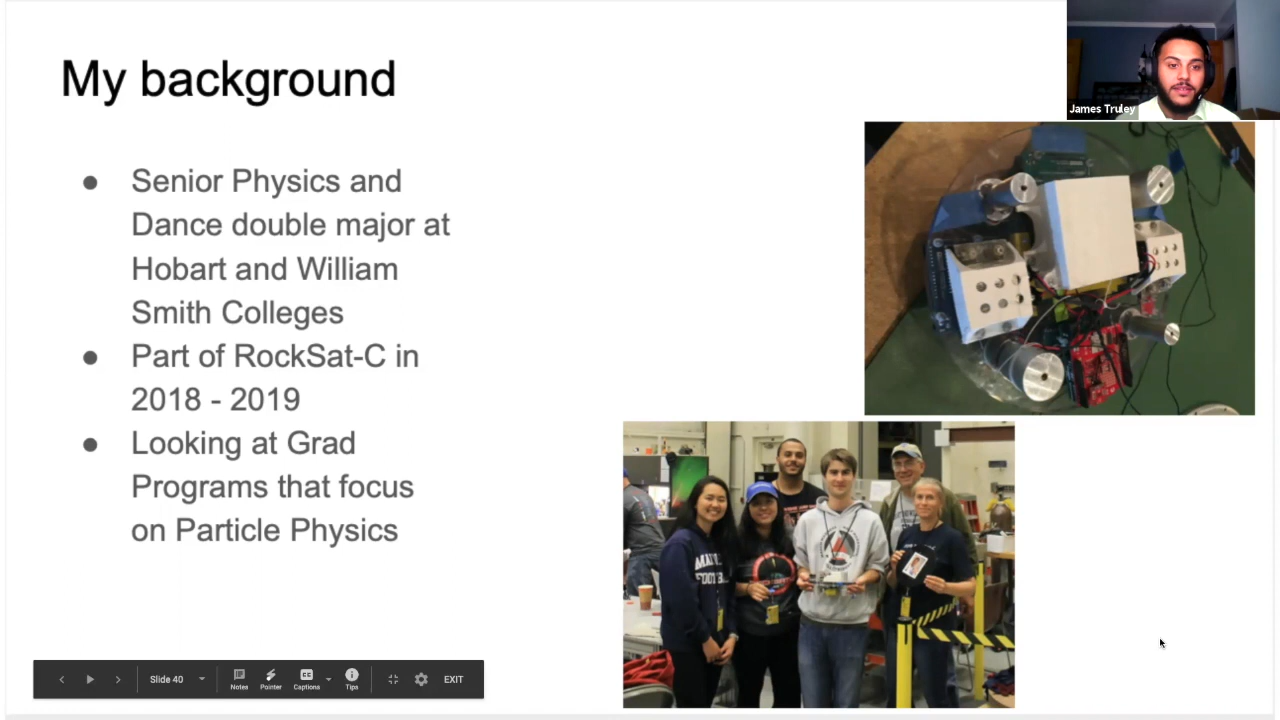 My background
James Truley
● Senior Physics and
Dance double major at
Hobart and William
Smith Colleges
● Part of RockSat-C in
2018 - 2019
● Looking at Grad
Programs that focus
on Particle Physics
Slide 40
Notes
Pointer
CC
Captions
Tips
EXIT